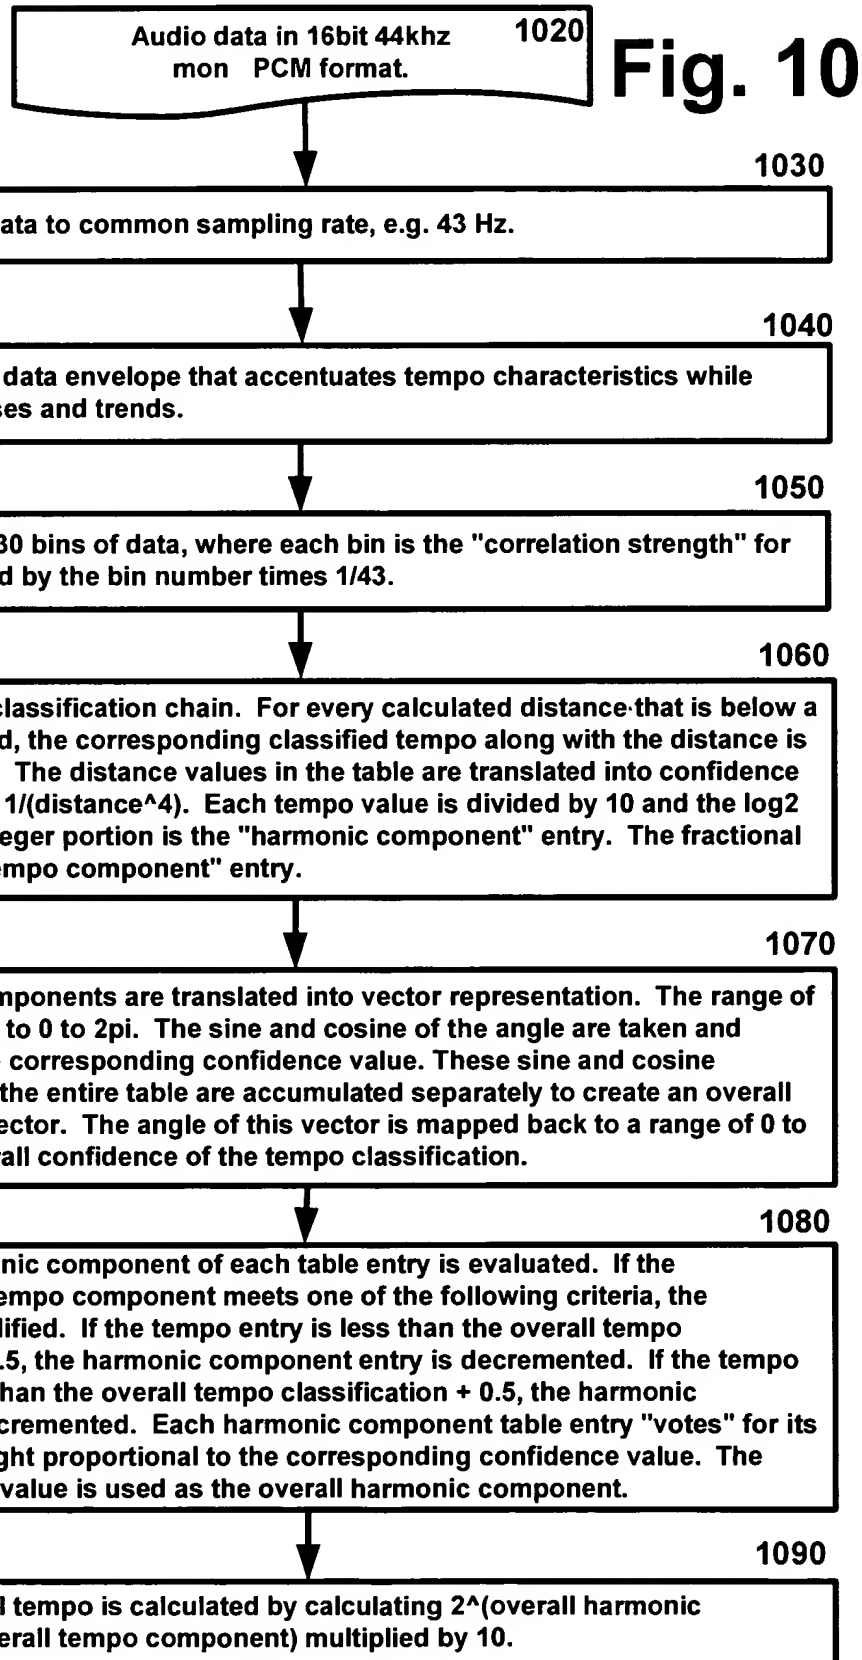 Audio data in 16bit 44khz 1020
mon PCM format.
Fig. 10
1030
ata to common sampling rate, e.g. 43 Hz.
1040
data envelope that accentuates tempo characteristics while
ses and trends.
1050
30 bins of data, where each bin is the "correlation strength" for
d by the bin number times 1/43.
1060
classification chain. For every calculated distance that is below a
d, the corresponding classified tempo along with the distance is
The distance values in the table are translated into confidence
1/(distance^4). Each tempo value is divided by 10 and the log2
eger portion is the "harmonic component" entry. The fractional
empo component" entry.
1070
mponents are translated into vector representation. The range of
to 0 to 2pi. The sine and cosine of the angle are taken and
corresponding confidence value. These sine and cosine
the entire table are accumulated separately to create an overall
ector. The angle of this vector is mapped back to a range of 0 to
rall confidence of the tempo classification.
1080
nic component of each table entry is evaluated. If the
empo component meets one of the following criteria, the
dified. If the tempo entry is less than the overall tempo
.5, the harmonic component entry is decremented. If the tempo
than the overall tempo classification + 0.5, the harmonic
cremented. Each harmonic component table entry "votes" for its
ght proportional to the corresponding confidence value. The
value is used as the overall harmonic component.
1090
l tempo is calculated by calculating 2^(overall harmonic
erall tempo component) multiplied by 10.